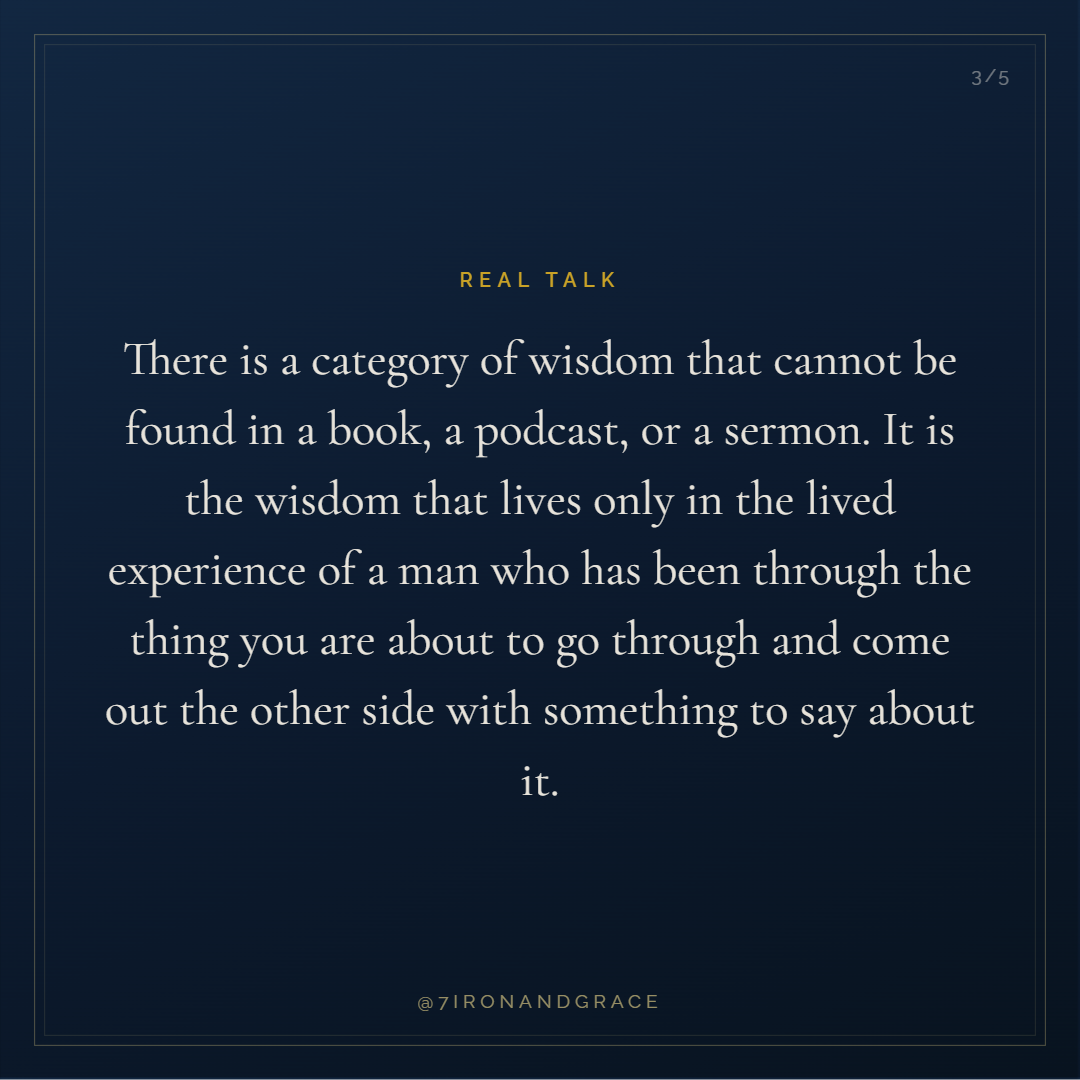 3/5
REAL TALK
There is a category of wisdom that cannot be
found in a book, a podcast, or a sermon. It is
the wisdom that lives only in the lived
experience of a man who has been through the
thing you are about to go through and come
out the other side with something to say about
it.
@7IRONANDGRACE